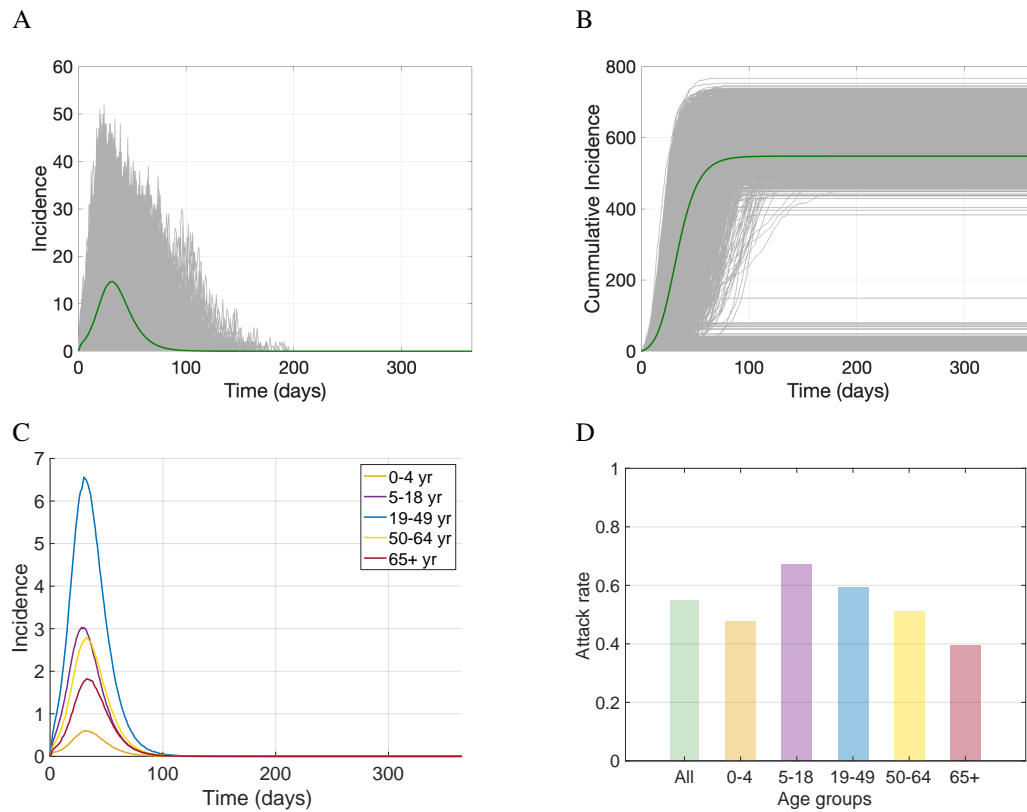 A
60
50
40
30
20
10
0
Incidence
0 100 200 300
Time (days)
B
800
600
400
200
0
Cummulative Incidence
0 100 200 300
Time (days)
C
7
6
5
4
3
2
1
0
Incidence
0-4 yr
5-18 yr
19-49 yr
50-64 yr
65+ yr
0 100 200 300
Time (days)
D
1
0.8
0.6
0.4
0.2
0
Attack rate
All 0-4 5-18 19-49 50-64 65+
Age groups